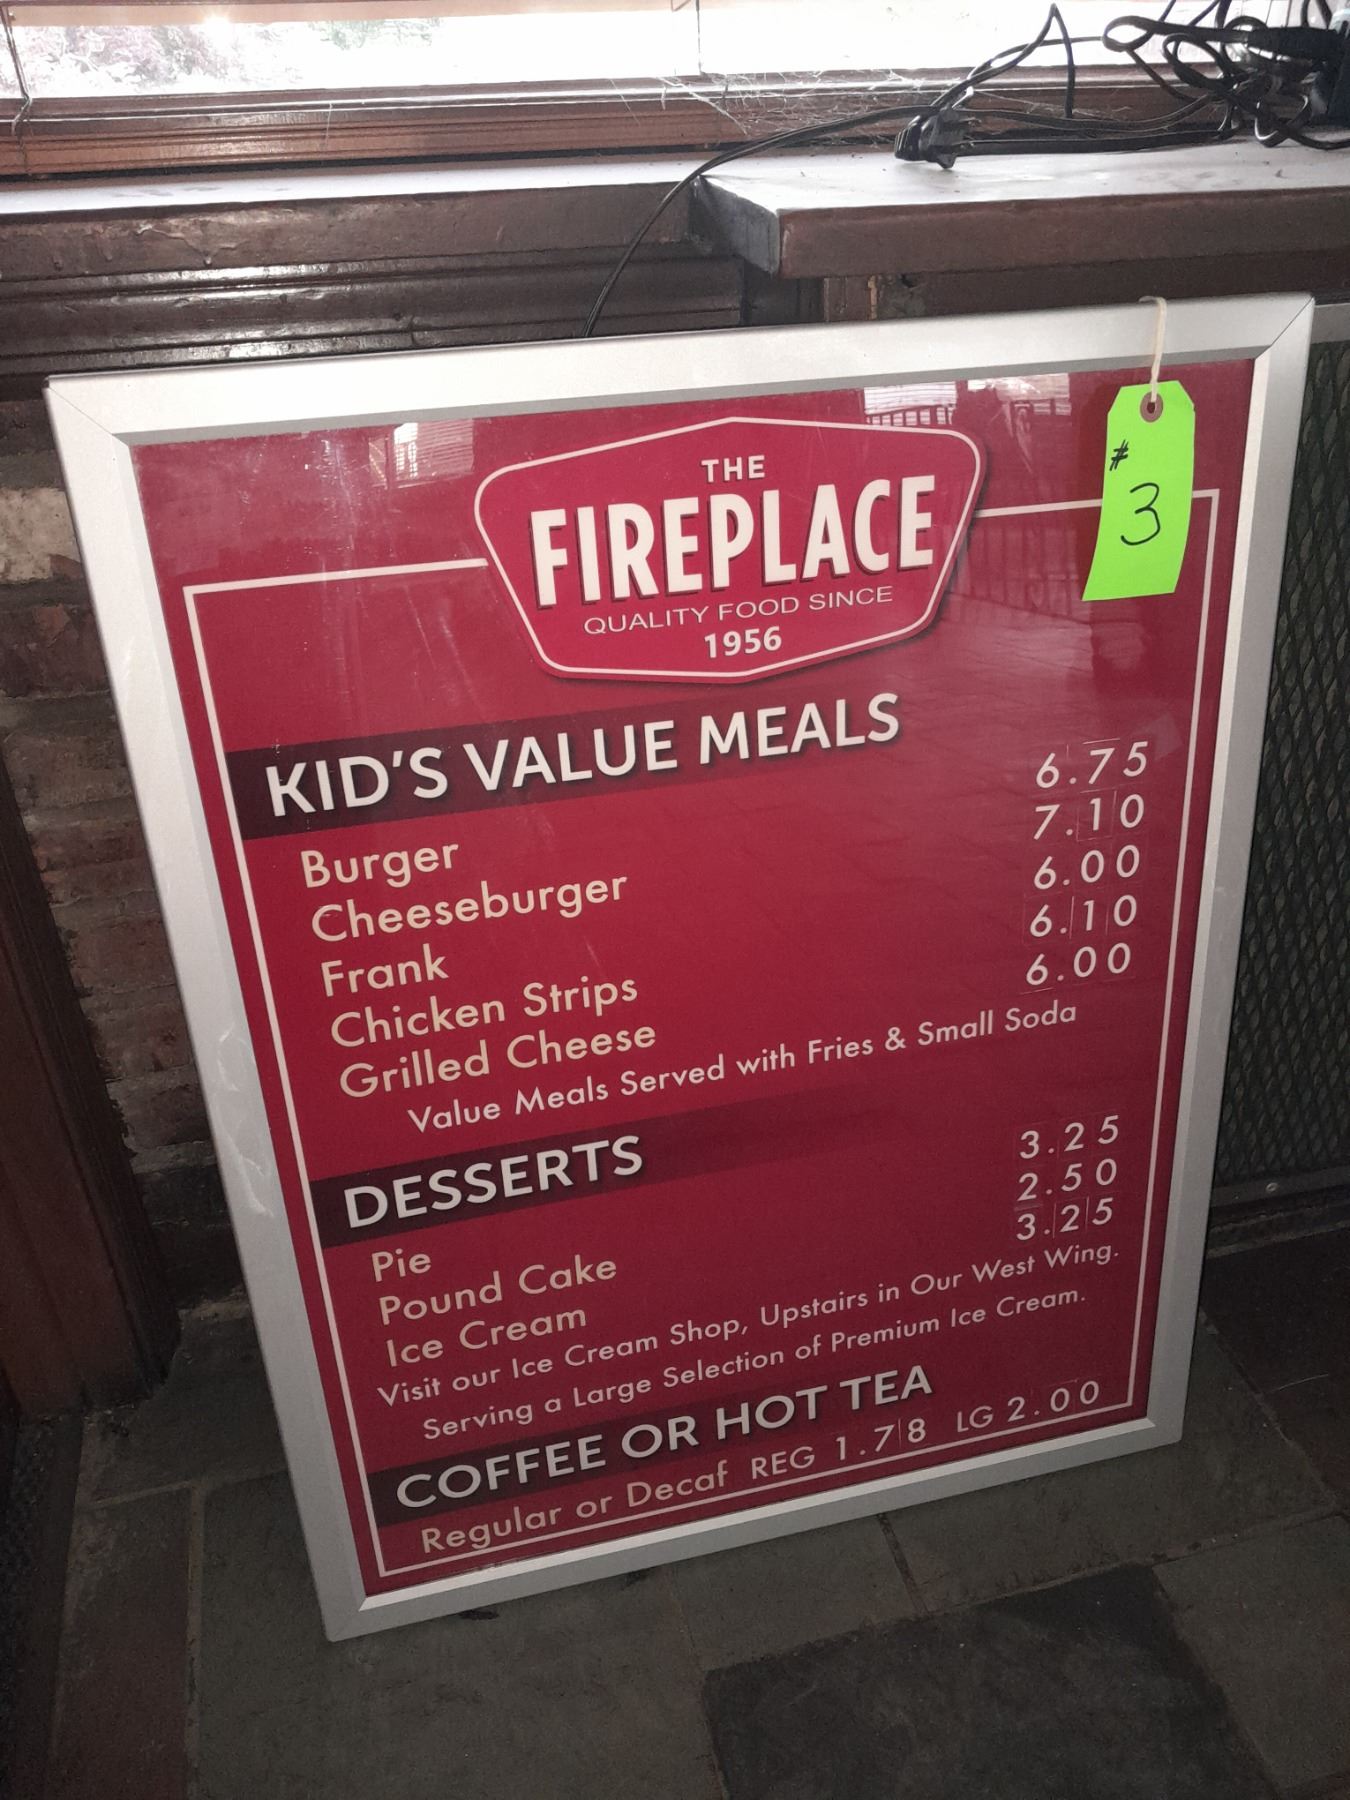 THE
FIREPLACE
QUALITY FOOD SINCE
1956
# 3
KID'S VALUE MEALS
Burger 6.75
Cheeseburger 7.10
Frank 6.00
Chicken Strips 6.10
Grilled Cheese 6.00
Value Meals Served with Fries & Small Soda
DESSERTS
Pie 3.25
Pound Cake 2.50
Ice Cream 3.25
Visit our Ice Cream Shop, Upstairs in Our West Wing.
Serving a Large Selection of Premium Ice Cream.
COFFEE OR HOT TEA
Regular or Decaf REG 1.78 LG 2.00